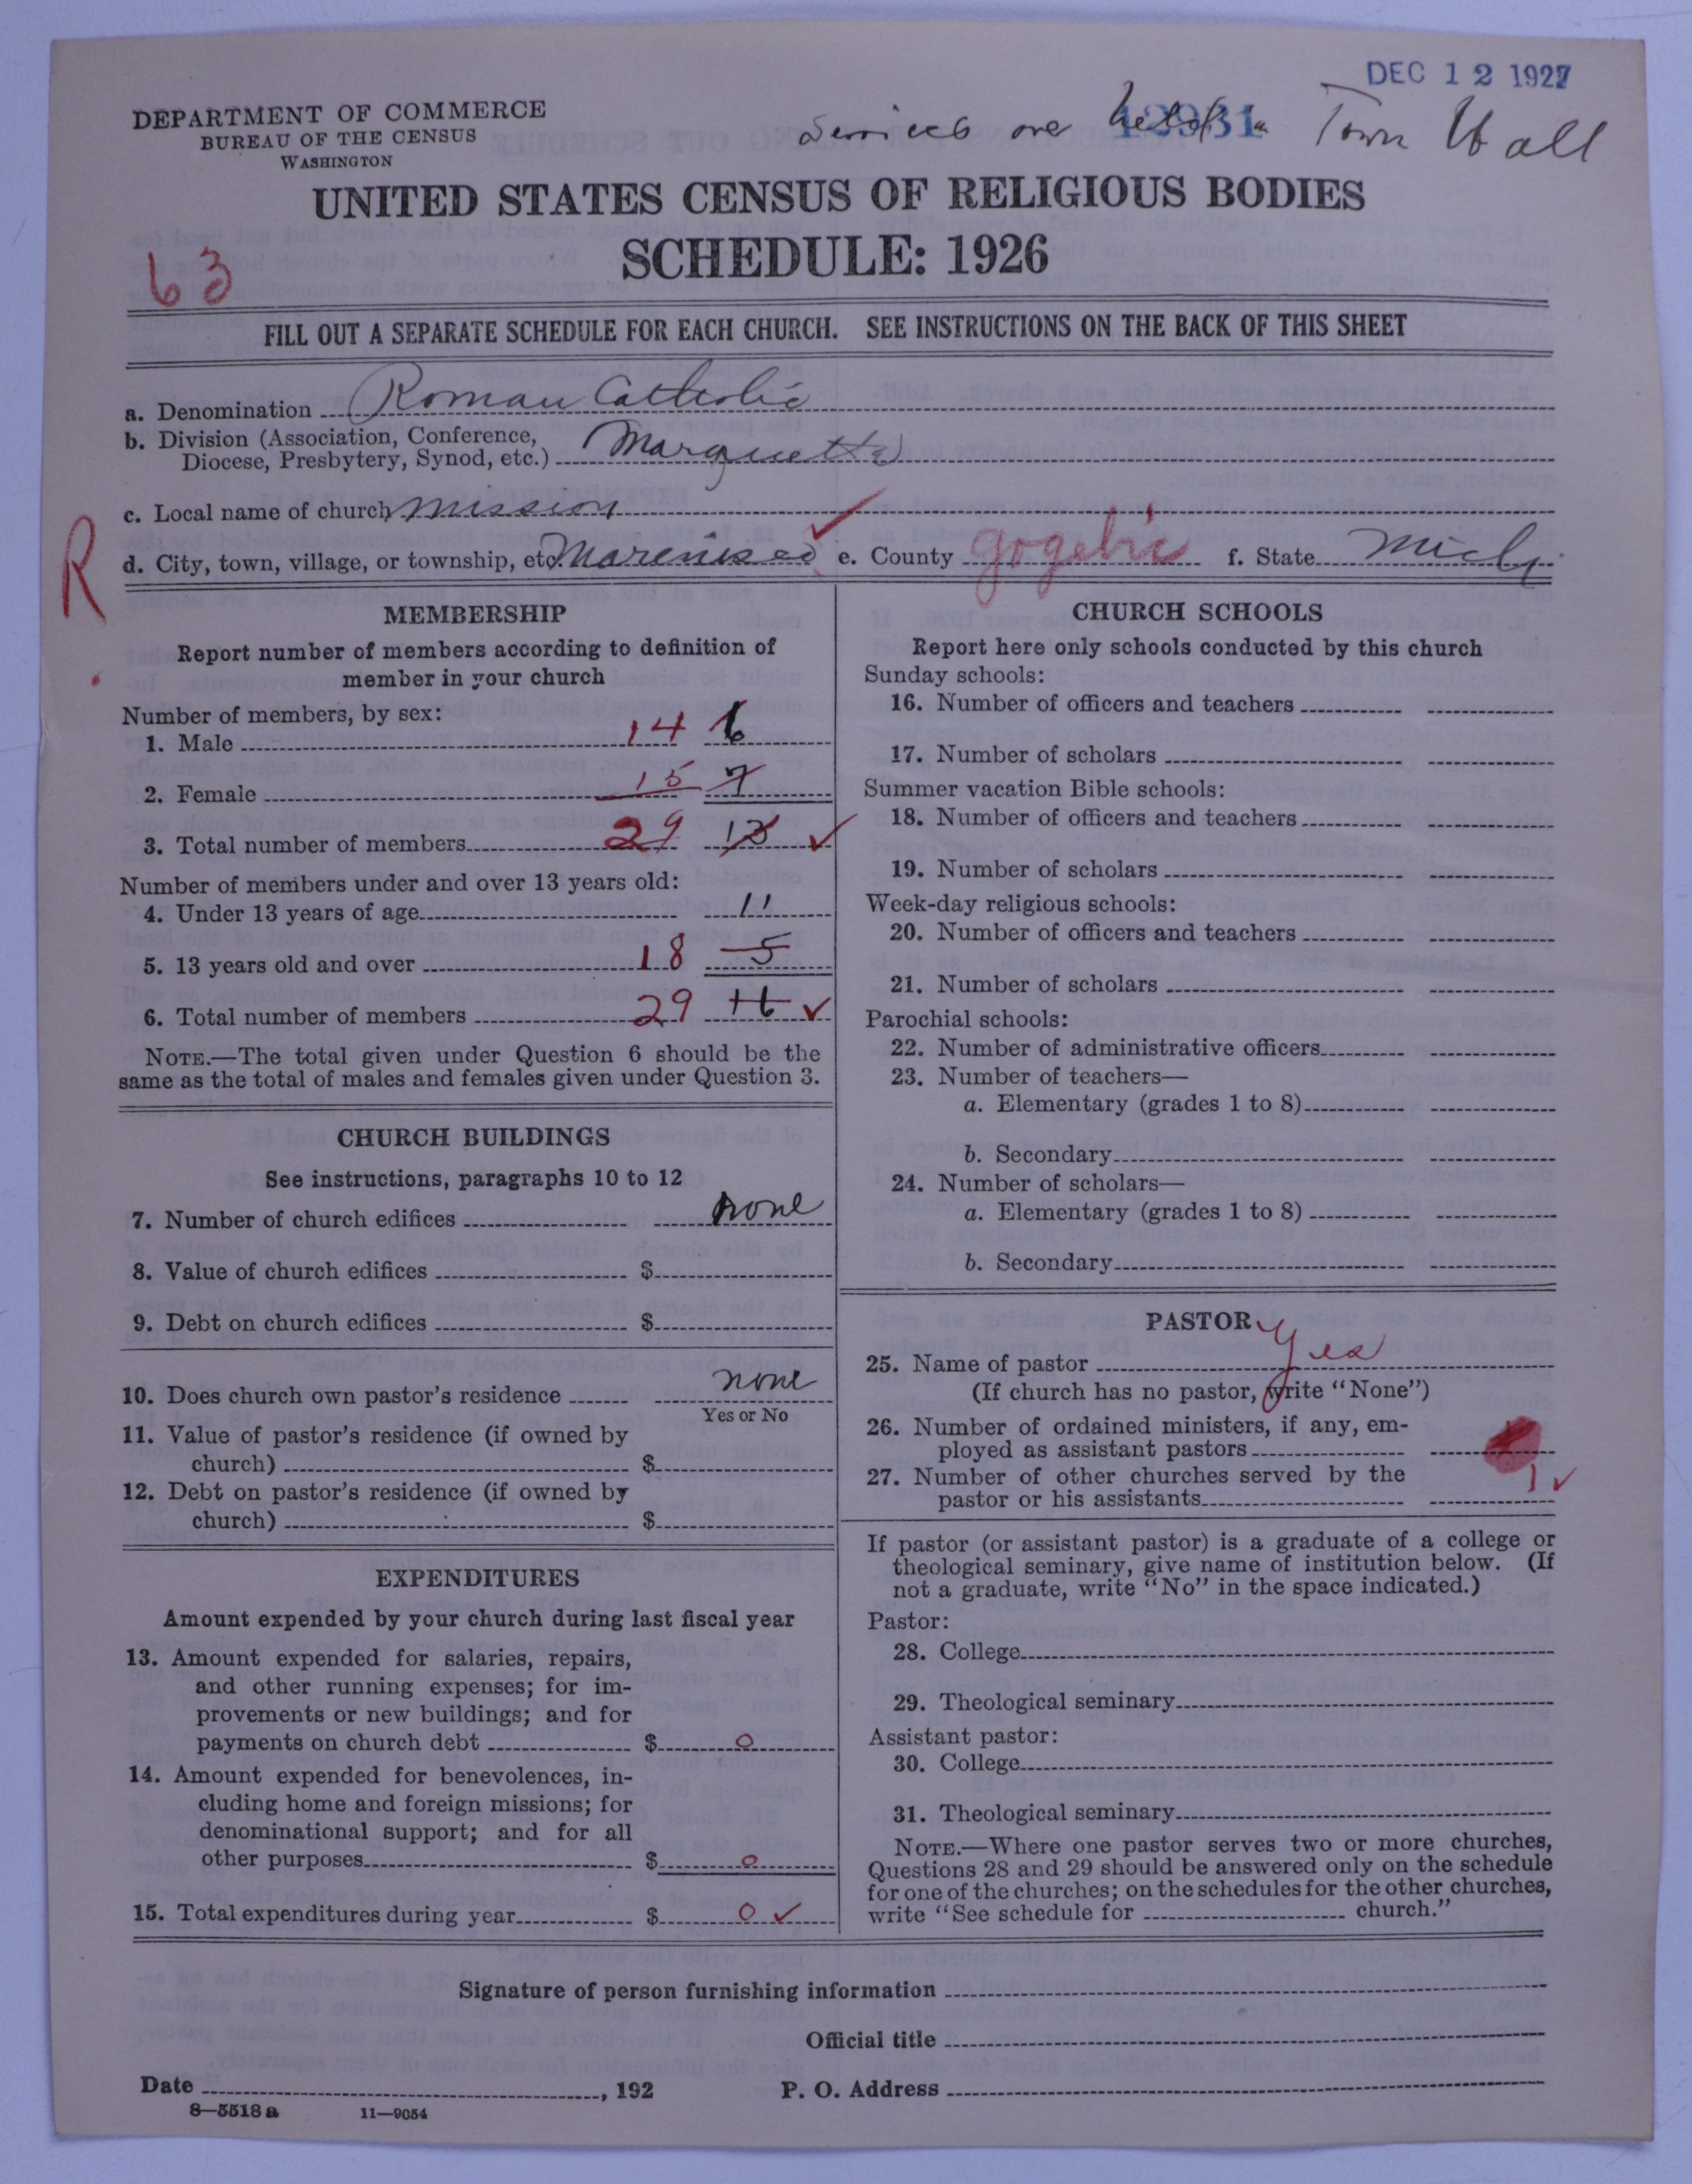 DEC 12 1927
DEPARTMENT OF COMMERCE
BUREAU OF THE CENSUS
WASHINGTON
Services are held in Town Hall
UNITED STATES CENSUS OF RELIGIOUS BODIES
SCHEDULE: 1926
63
FILL OUT A SEPARATE SCHEDULE FOR EACH CHURCH. SEE INSTRUCTIONS ON THE BACK OF THIS SHEET
a. Denomination Roman Catholic
b. Division (Association, Conference,
Diocese, Presbytery, Synod, etc.) Marquette
c. Local name of church mission
R
d. City, town, village, or township, etc. Marenisco ✓ e. County gogebic f. State Mich
MEMBERSHIP
Report number of members according to definition of
member in your church
Number of members, by sex:
1. Male 14 6
2. Female 15 7
3. Total number of members 29 13 ✓
Number of members under and over 13 years old:
4. Under 13 years of age 11
5. 13 years old and over 18 5
6. Total number of members 29 16 ✓
NOTE.—The total given under Question 6 should be the
same as the total of males and females given under Question 3.
CHURCH BUILDINGS
See instructions, paragraphs 10 to 12
7. Number of church edifices none
8. Value of church edifices $
9. Debt on church edifices $
10. Does church own pastor's residence none
Yes or No
11. Value of pastor's residence (if owned by
church) $
12. Debt on pastor's residence (if owned by
church) $
EXPENDITURES
Amount expended by your church during last fiscal year
13. Amount expended for salaries, repairs,
and other running expenses; for im-
provements or new buildings; and for
payments on church debt $ 0
14. Amount expended for benevolences, in-
cluding home and foreign missions; for
denominational support; and for all
other purposes $ 0
15. Total expenditures during year $ 0 ✓
CHURCH SCHOOLS
Report here only schools conducted by this church
Sunday schools:
16. Number of officers and teachers
17. Number of scholars
Summer vacation Bible schools:
18. Number of officers and teachers
19. Number of scholars
Week-day religious schools:
20. Number of officers and teachers
21. Number of scholars
Parochial schools:
22. Number of administrative officers
23. Number of teachers—
a. Elementary (grades 1 to 8)
b. Secondary
24. Number of scholars—
a. Elementary (grades 1 to 8)
b. Secondary
PASTOR
25. Name of pastor Yes
(If church has no pastor, write "None")
26. Number of ordained ministers, if any, em-
ployed as assistant pastors
27. Number of other churches served by the
pastor or his assistants 1 ✓
If pastor (or assistant pastor) is a graduate of a college or
theological seminary, give name of institution below. (If
not a graduate, write "No" in the space indicated.)
Pastor:
28. College
29. Theological seminary
Assistant pastor:
30. College
31. Theological seminary
NOTE.—Where one pastor serves two or more churches,
Questions 28 and 29 should be answered only on the schedule
for one of the churches; on the schedules for the other churches,
write "See schedule for church."
Signature of person furnishing information
Official title
Date , 192 P. O. Address
8—5518 a 11—9054